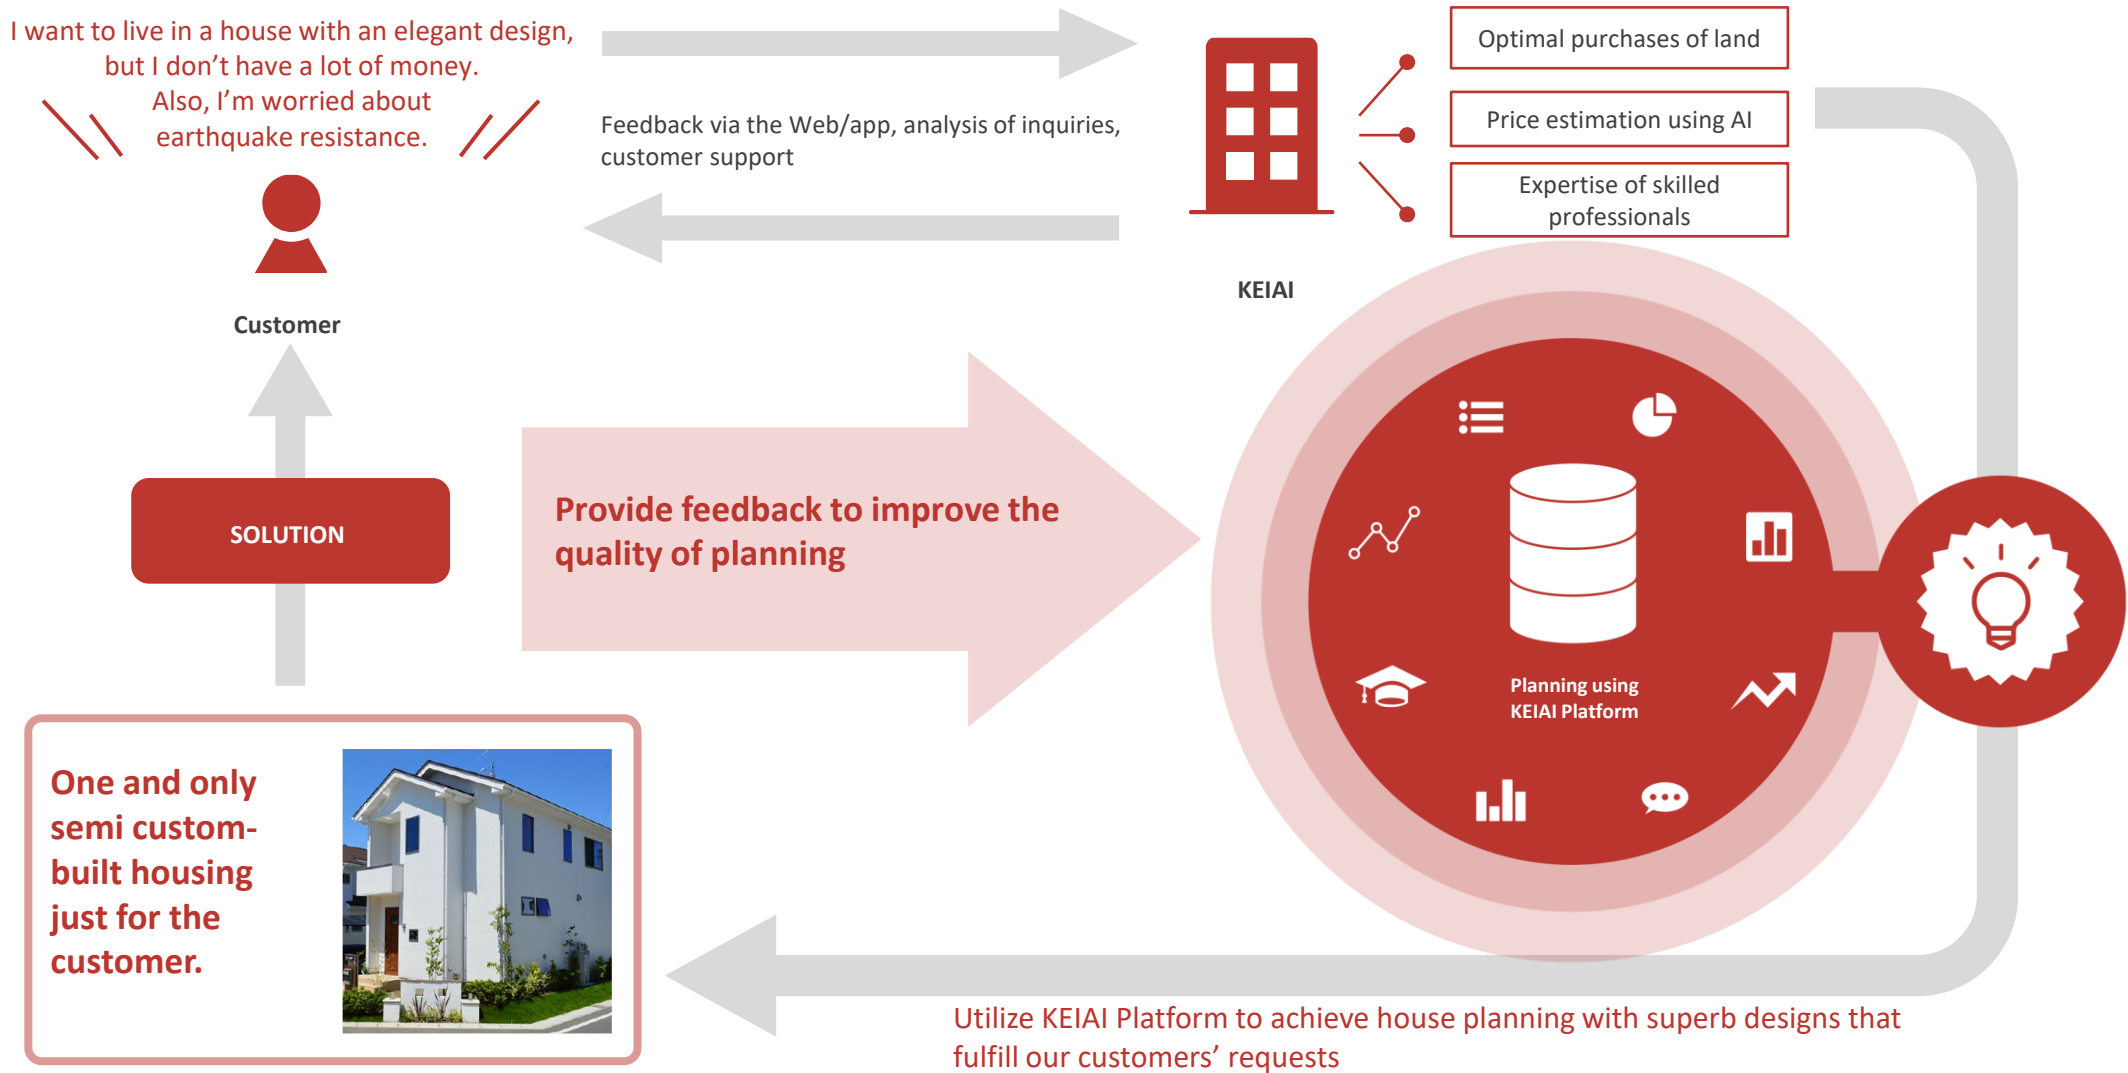 I want to live in a house with an elegant design,
but I don’t have a lot of money.
Also, I’m worried about
earthquake resistance.
Customer
Feedback via the Web/app, analysis of inquiries,
customer support
KEIAI
Optimal purchases of land
Price estimation using AI
Expertise of skilled
professionals
SOLUTION
Provide feedback to improve the
quality of planning
Planning using
KEIAI Platform
One and only
semi custom-
built housing
just for the
customer.
Utilize KEIAI Platform to achieve house planning with superb designs that
fulfill our customers’ requests